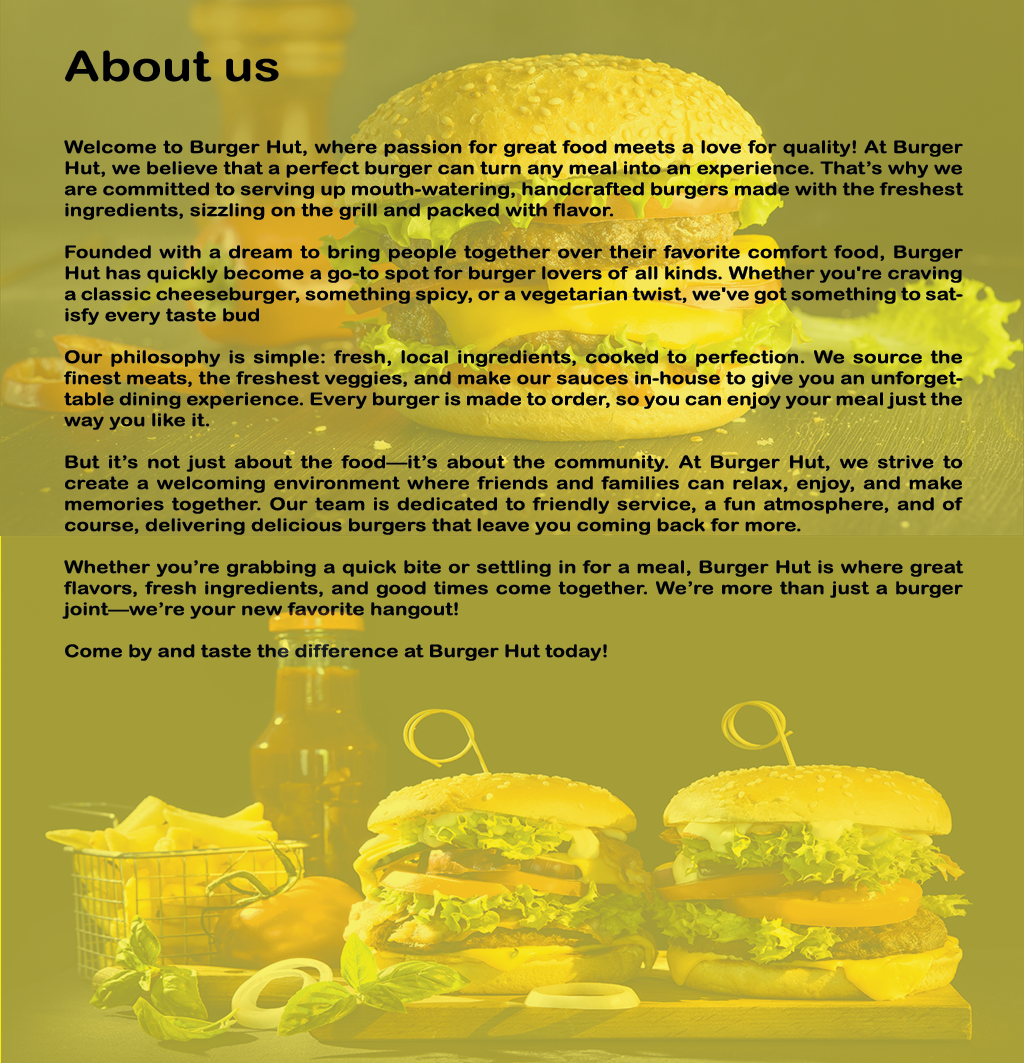 About us
Welcome to Burger Hut, where passion for great food meets a love for quality! At Burger
Hut, we believe that a perfect burger can turn any meal into an experience. That’s why we
are committed to serving up mouth-watering, handcrafted burgers made with the freshest
ingredients, sizzling on the grill and packed with flavor.
Founded with a dream to bring people together over their favorite comfort food, Burger
Hut has quickly become a go-to spot for burger lovers of all kinds. Whether you're craving
a classic cheeseburger, something spicy, or a vegetarian twist, we've got something to sat-
isfy every taste bud
Our philosophy is simple: fresh, local ingredients, cooked to perfection. We source the
finest meats, the freshest veggies, and make our sauces in-house to give you an unforget-
table dining experience. Every burger is made to order, so you can enjoy your meal just the
way you like it.
But it’s not just about the food—it’s about the community. At Burger Hut, we strive to
create a welcoming environment where friends and families can relax, enjoy, and make
memories together. Our team is dedicated to friendly service, a fun atmosphere, and of
course, delivering delicious burgers that leave you coming back for more.
Whether you’re grabbing a quick bite or settling in for a meal, Burger Hut is where great
flavors, fresh ingredients, and good times come together. We’re more than just a burger
joint—we’re your new favorite hangout!
Come by and taste the difference at Burger Hut today!